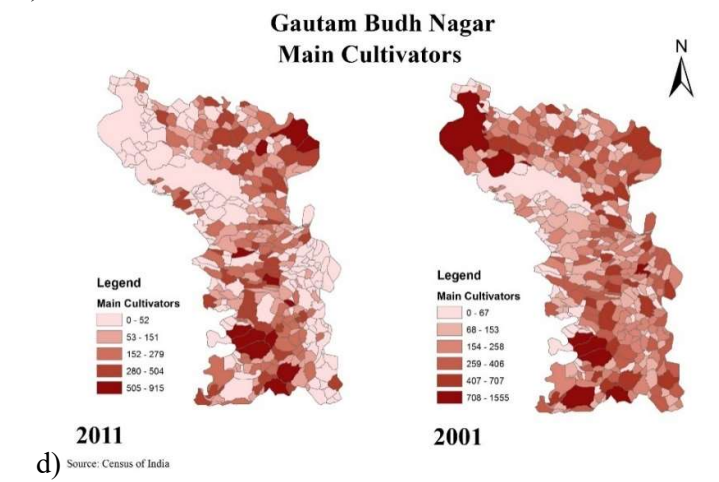 Gautam Budh Nagar
Main Cultivators
N
Legend
Main Cultivators
0 - 52
53 - 151
152 - 279
280 - 504
505 - 915
2011
Legend
Main Cultivators
0 - 67
68 - 153
154 - 258
259 - 406
407 - 707
708 - 1555
2001
d) Source: Census of India